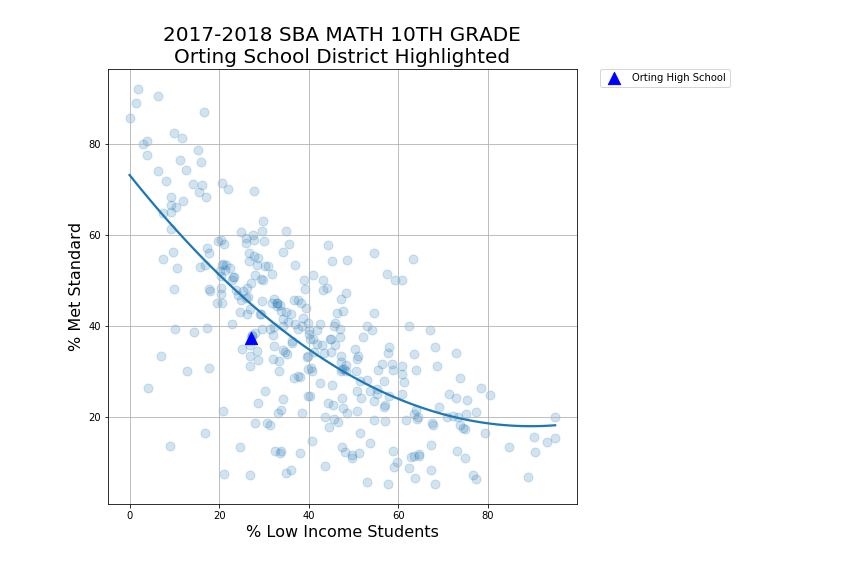 2017-2018 SBA MATH 10TH GRADE
Orting School District Highlighted
Orting High School
% Met Standard
80
60
40
20
0
20
40
60
80
% Low Income Students